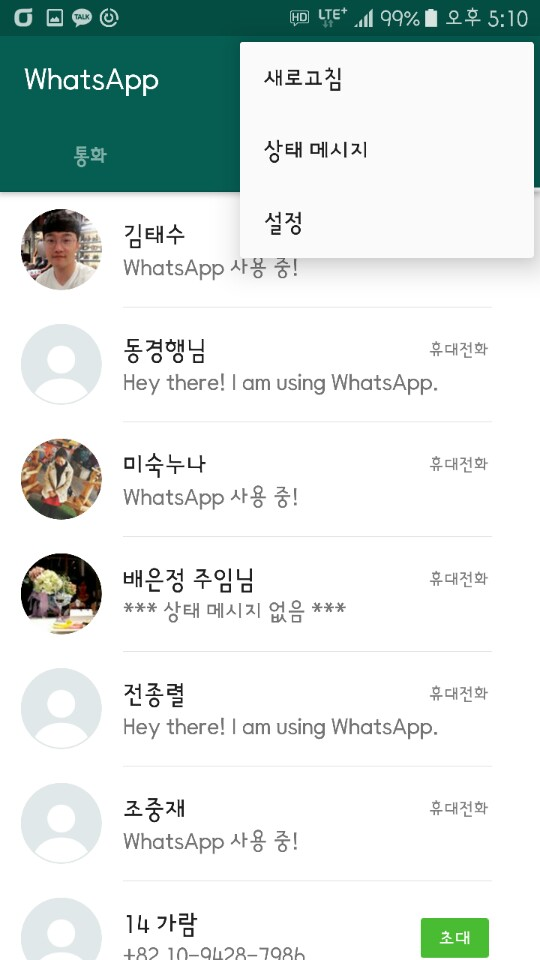 HD LTE+ 99% 오후 5:10
TALK
WhatsApp
새로고침
상태 메시지
설정
통화
김태수
WhatsApp 사용 중!
동경행님 휴대전화
Hey there! I am using WhatsApp.
미숙누나 휴대전화
WhatsApp 사용 중!
배은정 주임님 휴대전화
*** 상태 메시지 없음 ***
전종렬 휴대전화
Hey there! I am using WhatsApp.
조중재 휴대전화
WhatsApp 사용 중!
14 가람 초대
+82 10-9428-7986